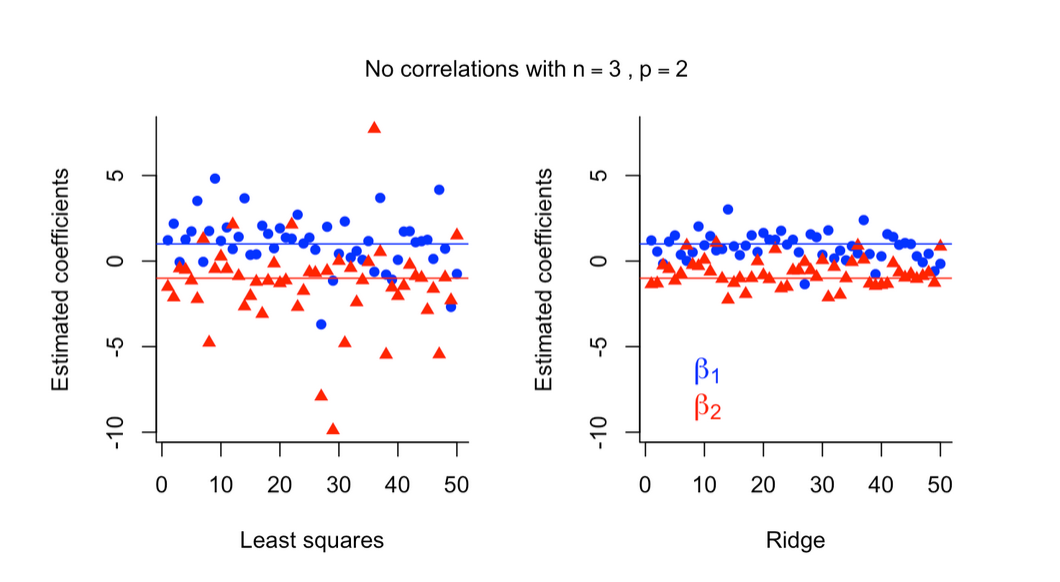 No correlations with n = 3 , p = 2
Estimated coefficients
5
0
-5
-10
0 10 20 30 40 50
Least squares
Estimated coefficients
5
0
-5
-10
β1
β2
0 10 20 30 40 50
Ridge